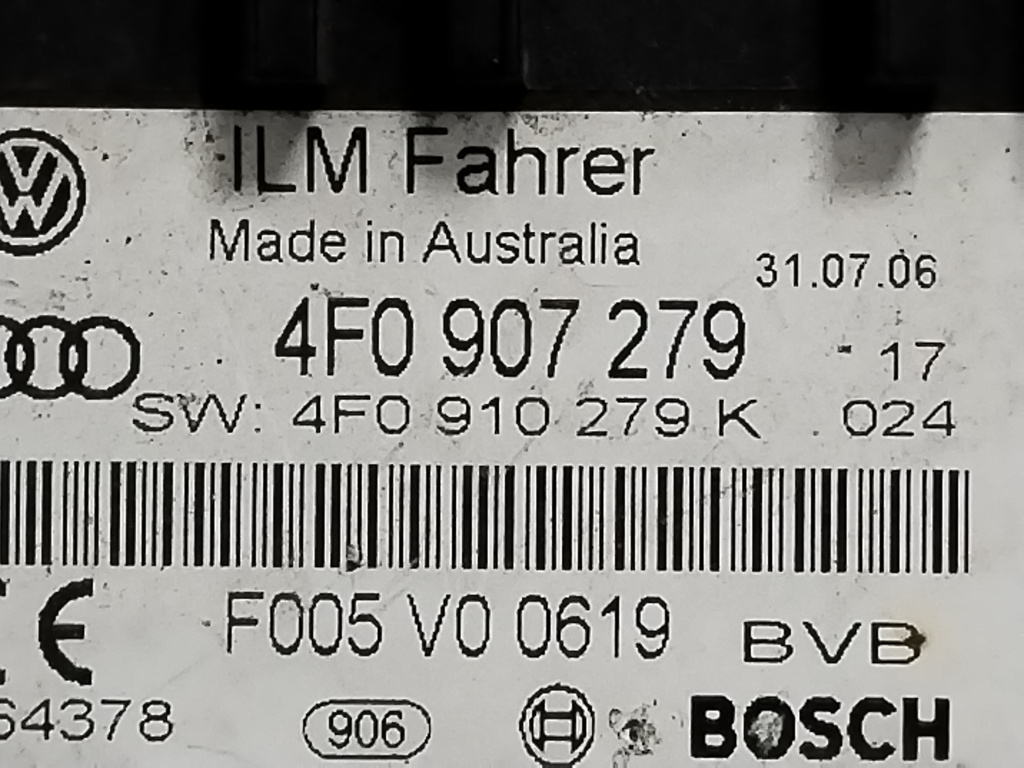 ILM Fahrer
Made in Australia
31.07.06
4F0 907 279 - 17
SW: 4F0 910 279 K 024
CE
F005 V0 0619 BVB
64378
906
BOSCH